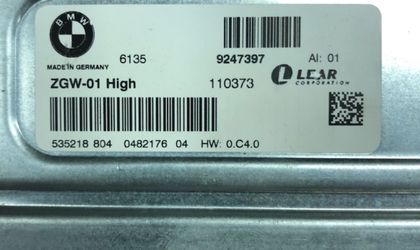 BMW
6135 9247397 AI: 01
MADE IN GERMANY
ZGW-01 High 110373 LEAR CORPORATION
535218 804 0482176 04 HW: 0.C4.0